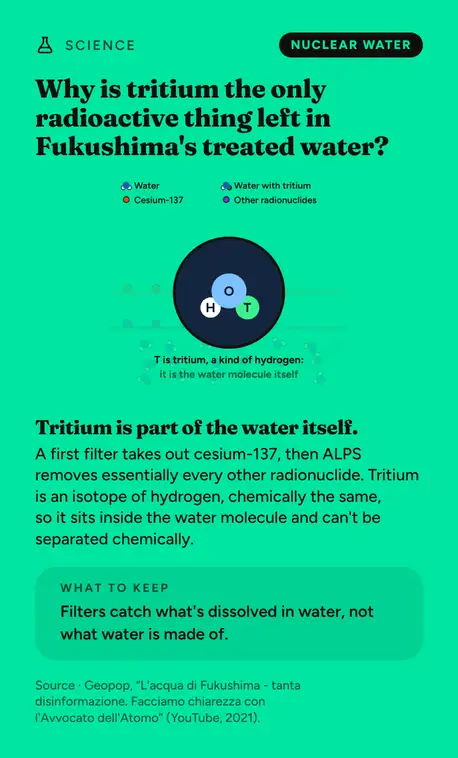 SCIENCE
NUCLEAR WATER
Why is tritium the only
radioactive thing left in
Fukushima's treated water?
Water
Water with tritium
Cesium-137
Other radionuclides
O
H
T
T is tritium, a kind of hydrogen:
it is the water molecule itself
Tritium is part of the water itself.
A first filter takes out cesium-137, then ALPS
removes essentially every other radionuclide. Tritium
is an isotope of hydrogen, chemically the same,
so it sits inside the water molecule and can't be
separated chemically.
WHAT TO KEEP
Filters catch what's dissolved in water, not
what water is made of.
Source · Geopop, "L'acqua di Fukushima - tanta
disinformazione. Facciamo chiarezza con
l'Avvocato dell'Atomo" (YouTube, 2021).